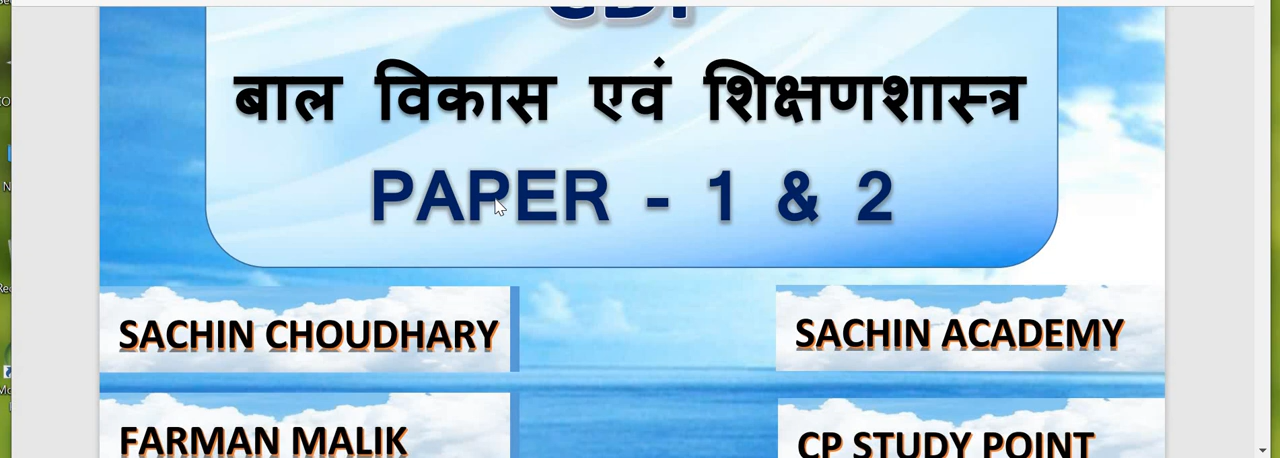 बाल विकास एवं शिक्षणशास्त्र
PAPER - 1 & 2
SACHIN CHOUDHARY
SACHIN ACADEMY
FARMAN MALIK
CP STUDY POINT